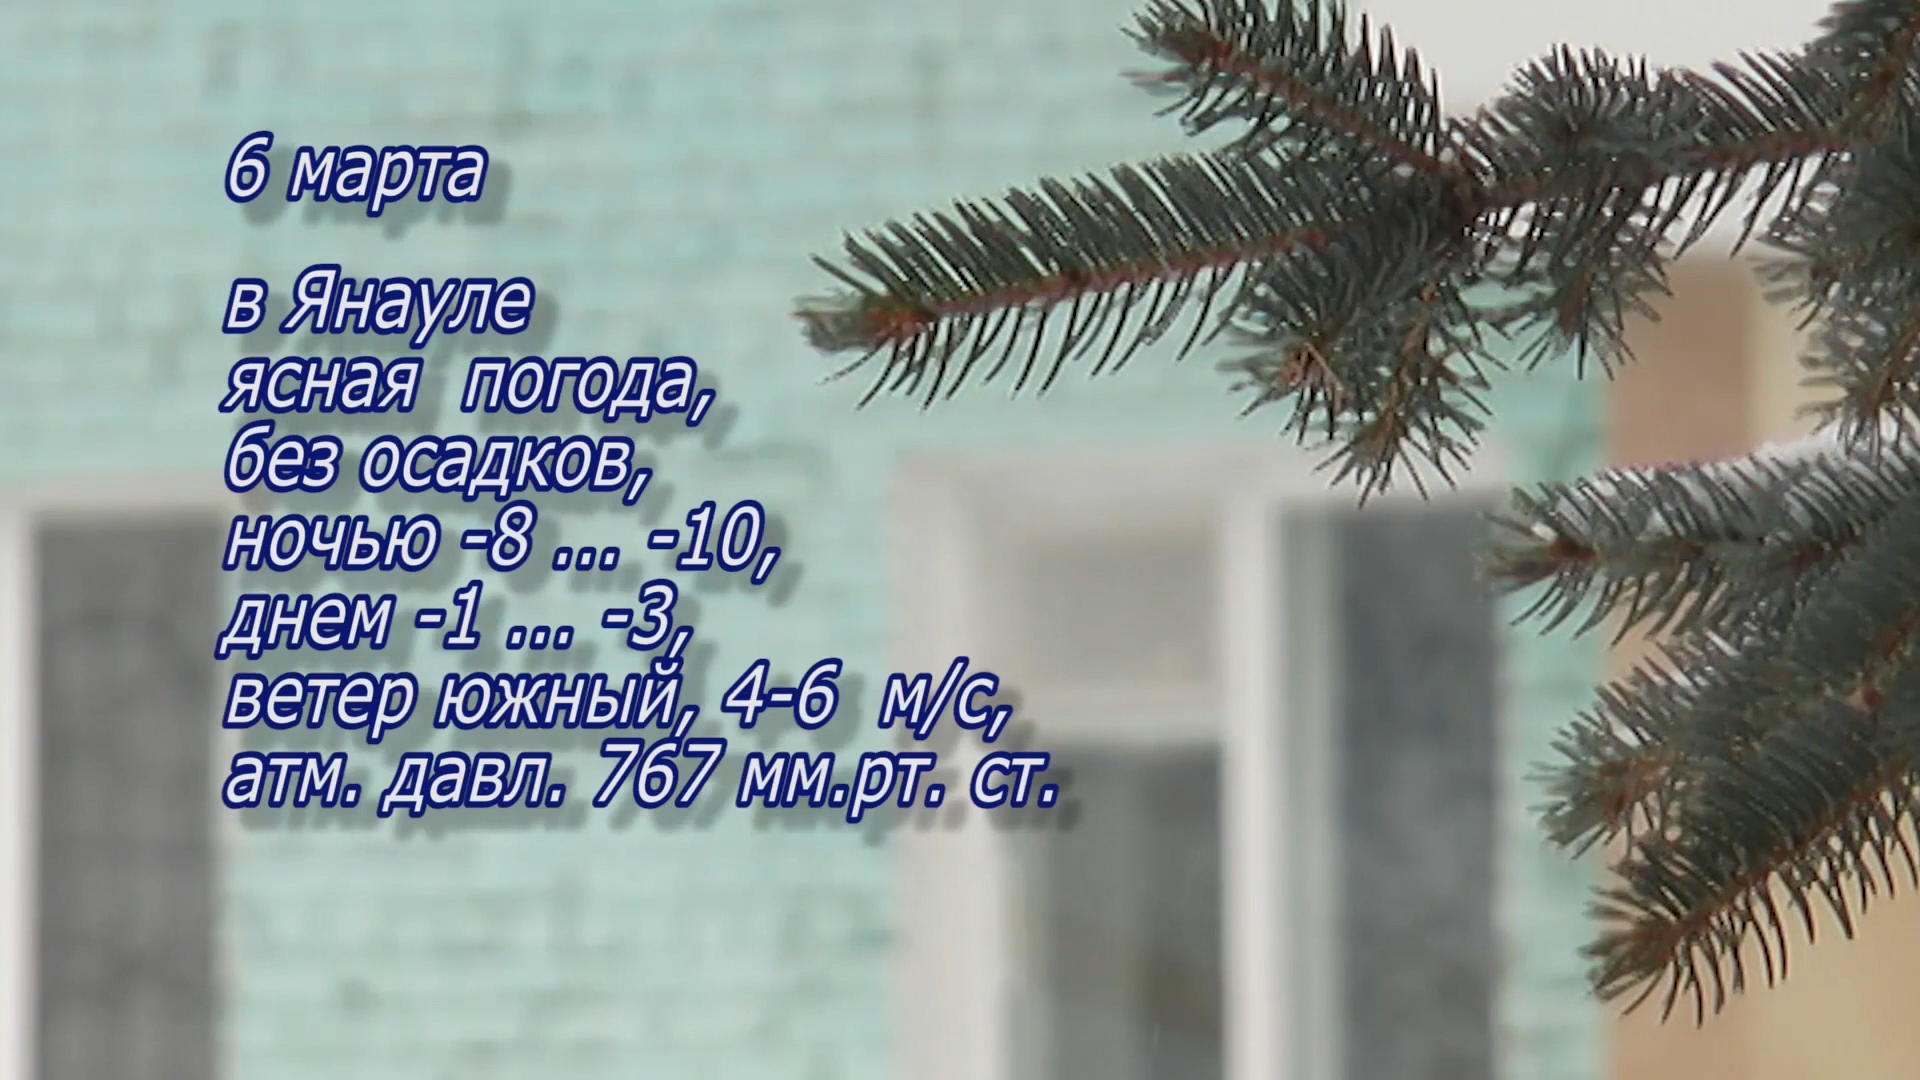 6 марта
в Янауле
ясная погода,
без осадков,
ночью -8 ... -10,
днем -1 ... -3,
ветер южный, 4-6 м/с,
атм. давл. 767 мм.рт. ст.